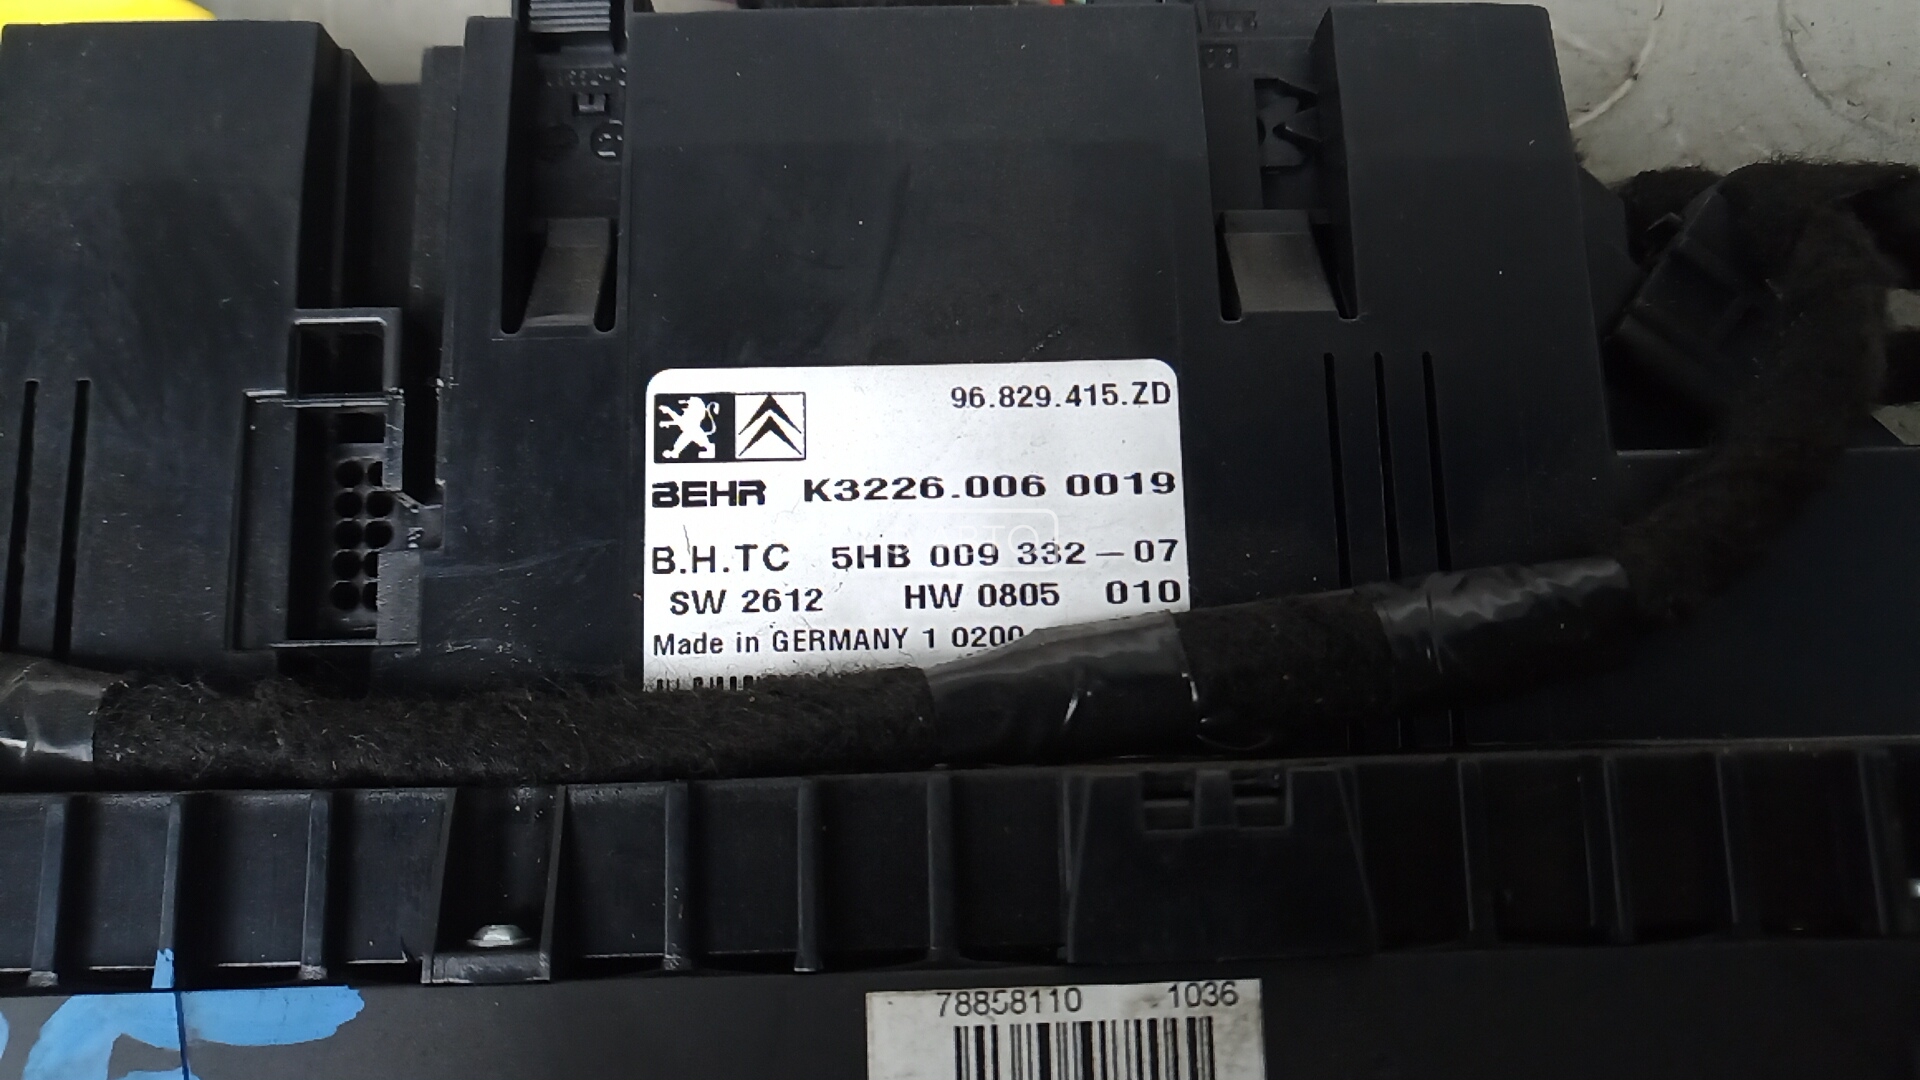 96.829.415.ZD
BEHR K3226.006 0019
B.H.TC 5HB 009 332-07
SW 2612 HW 0805 010
Made in GERMANY 1 0200
78858110 1036